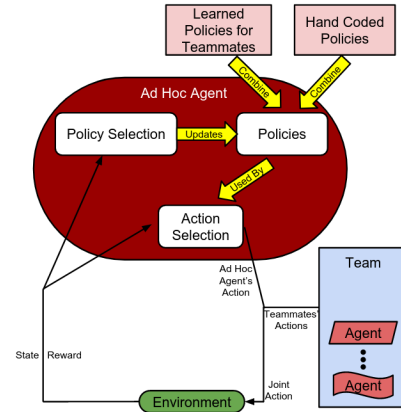 Learned
Policies for
Teammates
Hand Coded
Policies
Combine
Combine
Ad Hoc Agent
Policy Selection
Updates
Policies
Used By
Action
Selection
Ad Hoc
Agent's
Action
Team
Teammates'
Actions
Agent
State
Reward
Joint
Action
Environment
Agent